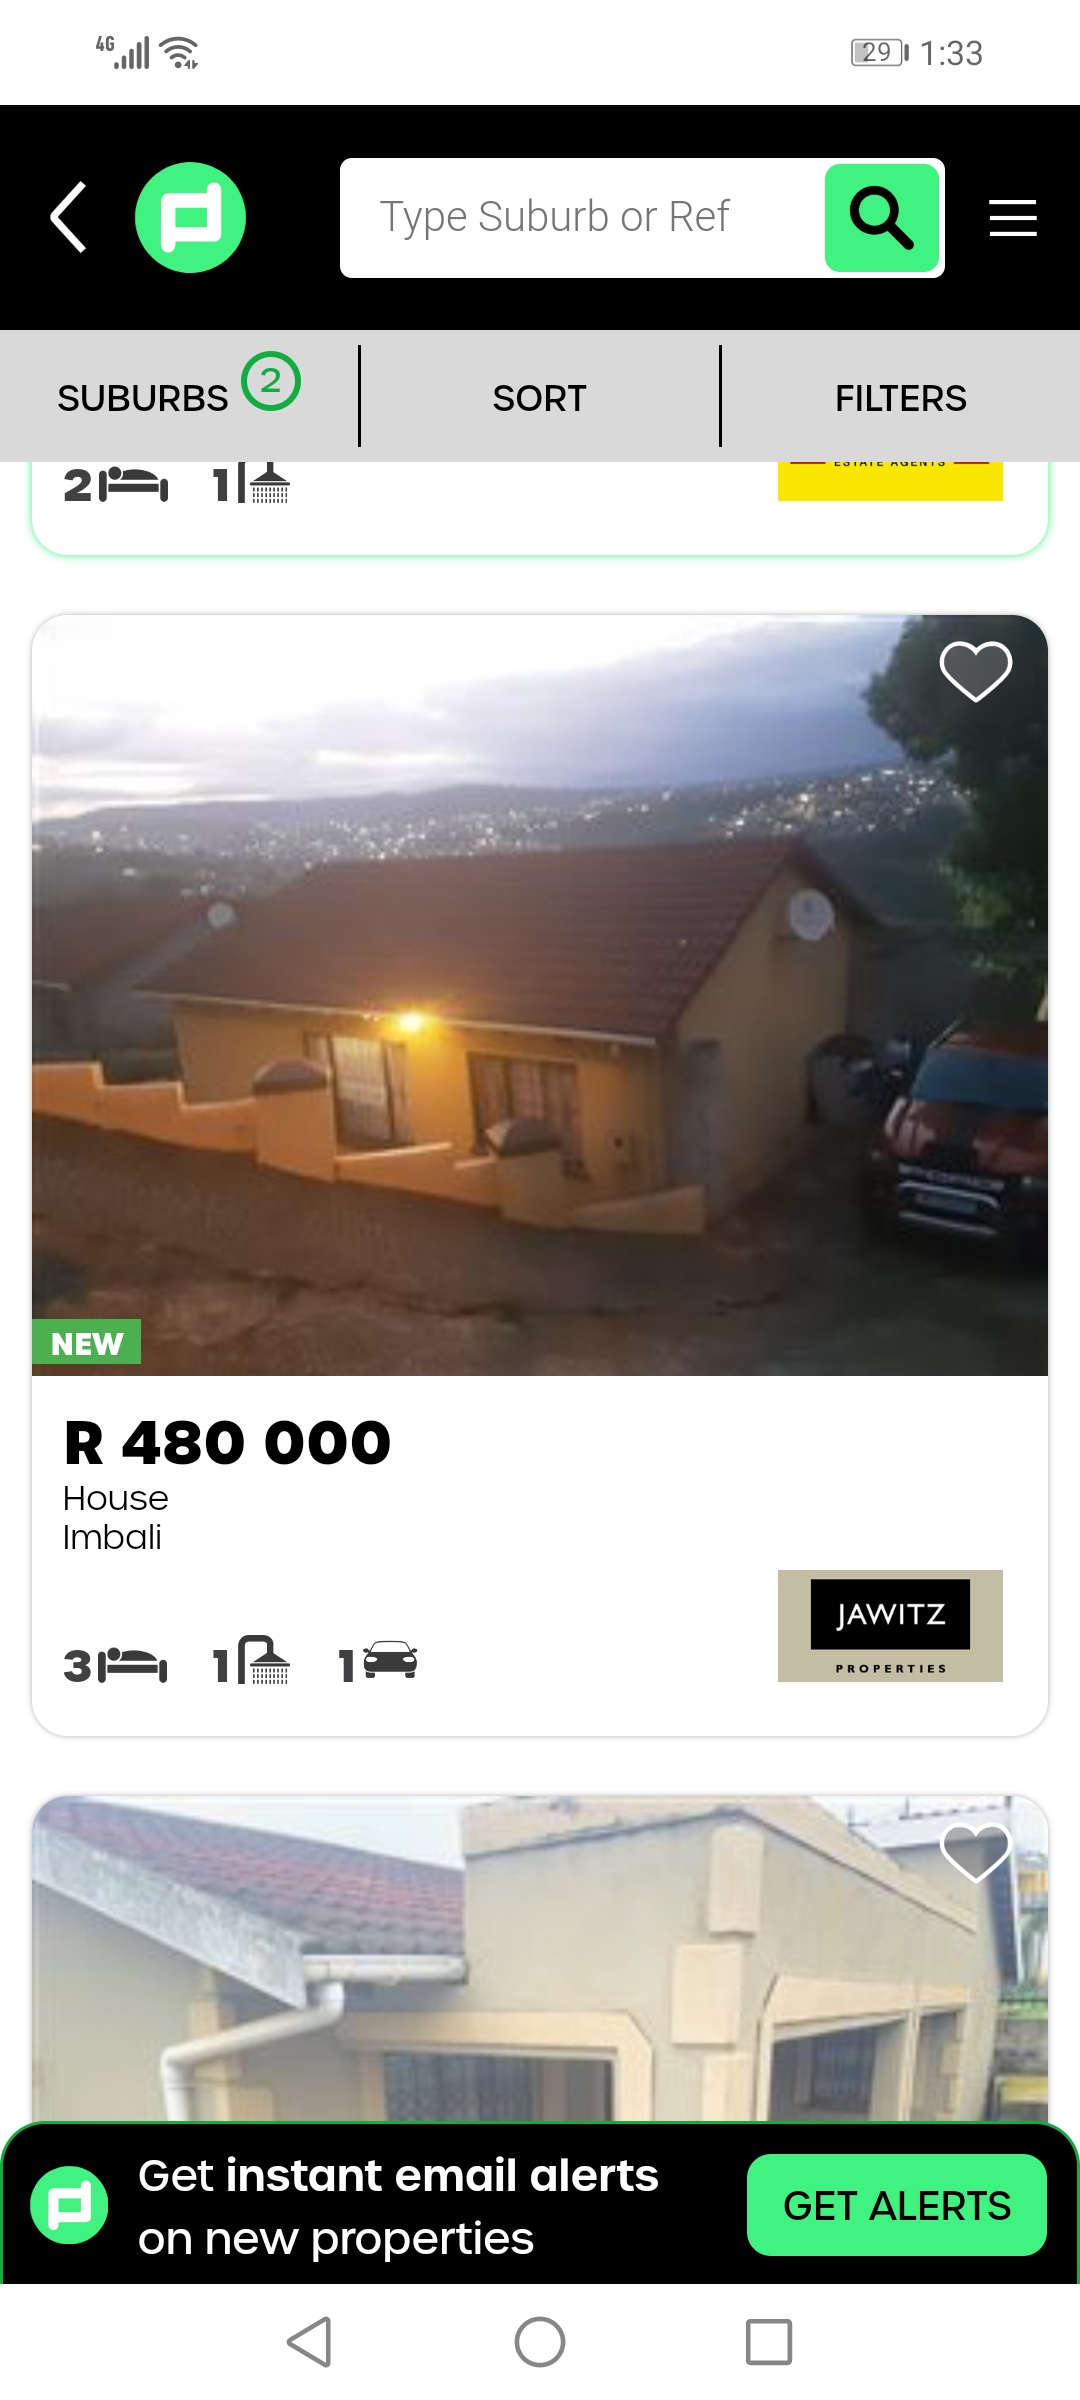 4G
29 1:33
Type Suburb or Ref
SUBURBS 2
SORT
FILTERS
ESTATE AGENTS
2 1
NEW
R 480 000
House
Imbali
JAWITZ
PROPERTIES
3 1 1
Get instant email alerts
on new properties
GET ALERTS